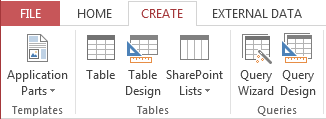 FILE HOME CREATE EXTERNAL DATA
Application Table Table SharePoint Query Query
Parts Design Lists Wizard Design
Templates Tables Queries